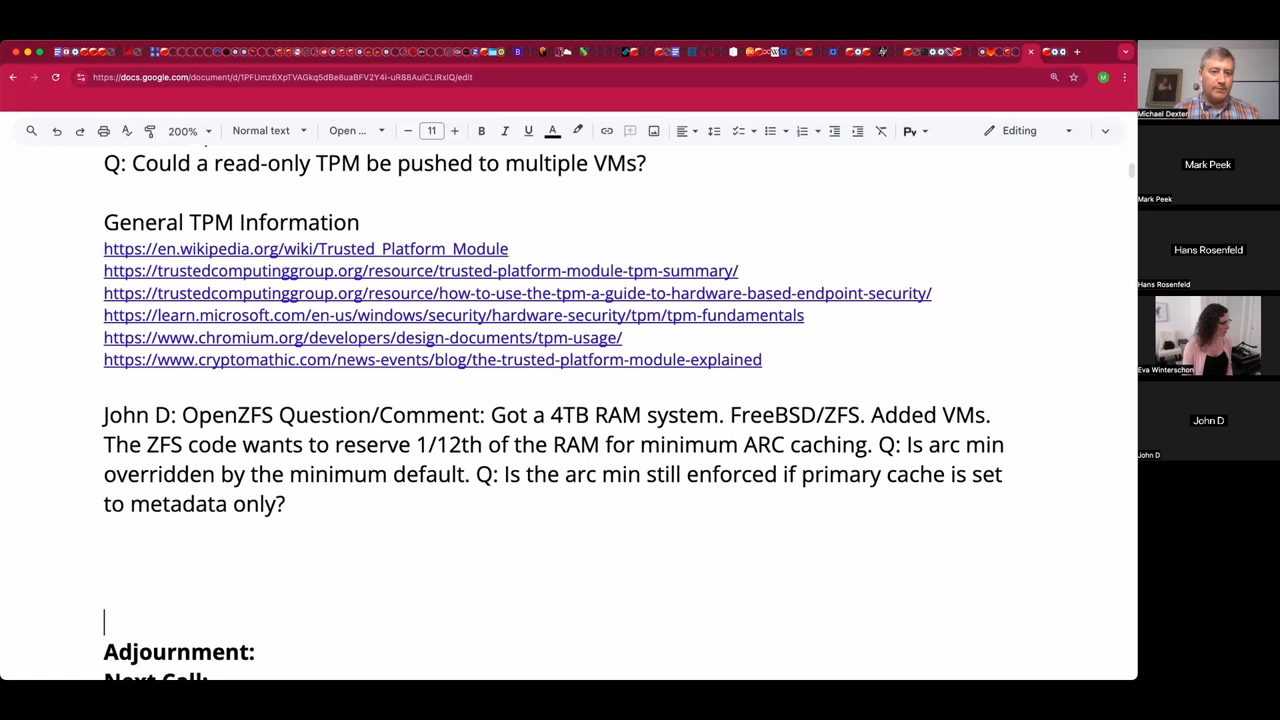 https://docs.google.com/document/d/1PFUmz6XpTVAGkq5dBe8uaBFV2Y4I-uR88AuiCLIRxIQ/edit
M
200%
Normal text
Open ...
11
Editing
Q: Could a read-only TPM be pushed to multiple VMs?
General TPM Information
https://en.wikipedia.org/wiki/Trusted_Platform_Module
https://trustedcomputinggroup.org/resource/trusted-platform-module-tpm-summary/
https://trustedcomputinggroup.org/resource/how-to-use-the-tpm-a-guide-to-hardware-based-endpoint-security/
https://learn.microsoft.com/en-us/windows/security/hardware-security/tpm/tpm-fundamentals
https://www.chromium.org/developers/design-documents/tpm-usage/
https://www.cryptomathic.com/news-events/blog/the-trusted-platform-module-explained
John D: OpenZFS Question/Comment: Got a 4TB RAM system. FreeBSD/ZFS. Added VMs.
The ZFS code wants to reserve 1/12th of the RAM for minimum ARC caching. Q: Is arc min
overridden by the minimum default. Q: Is the arc min still enforced if primary cache is set
to metadata only?
Adjournment:
Next Call:
Michael Dexter
Mark Peek
Mark Peek
Hans Rosenfeld
Hans Rosenfeld
Eva Winterschon
John D
John D